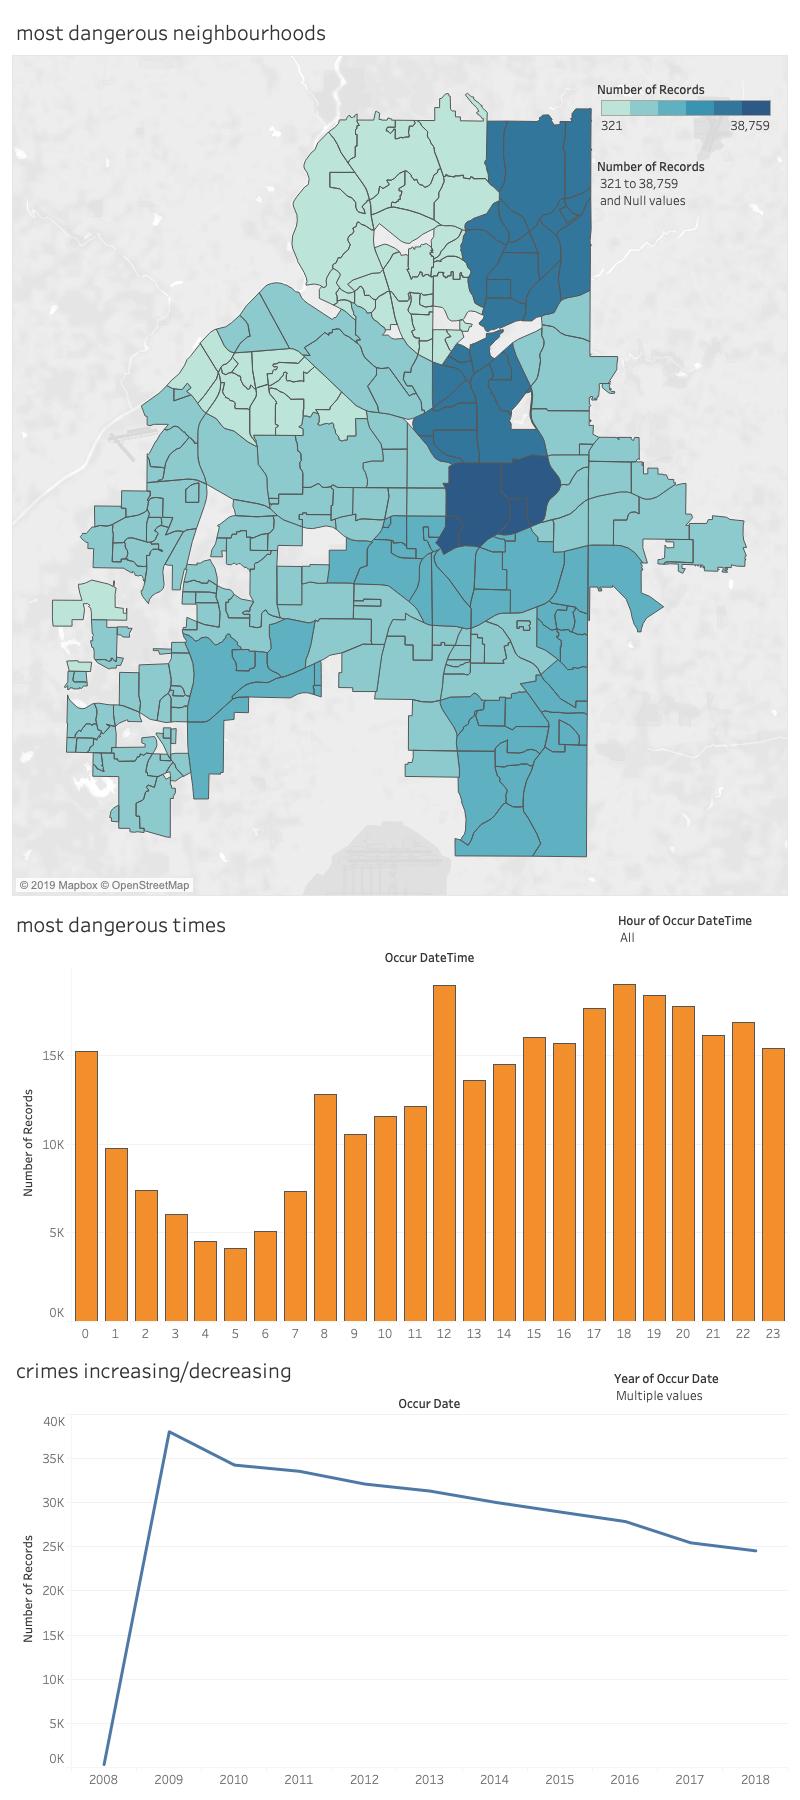 most dangerous neighbourhoods
Number of Records
321 38,759
Number of Records
321 to 38,759
and Null values
© 2019 Mapbox © OpenStreetMap
most dangerous times
Hour of Occur DateTime
All
Occur DateTime
Number of Records
15K
10K
5K
0K
0 1 2 3 4 5 6 7 8 9 10 11 12 13 14 15 16 17 18 19 20 21 22 23
crimes increasing/decreasing
Year of Occur Date
Multiple values
Occur Date
Number of Records
40K
35K
30K
25K
20K
15K
10K
5K
0K
2008 2009 2010 2011 2012 2013 2014 2015 2016 2017 2018